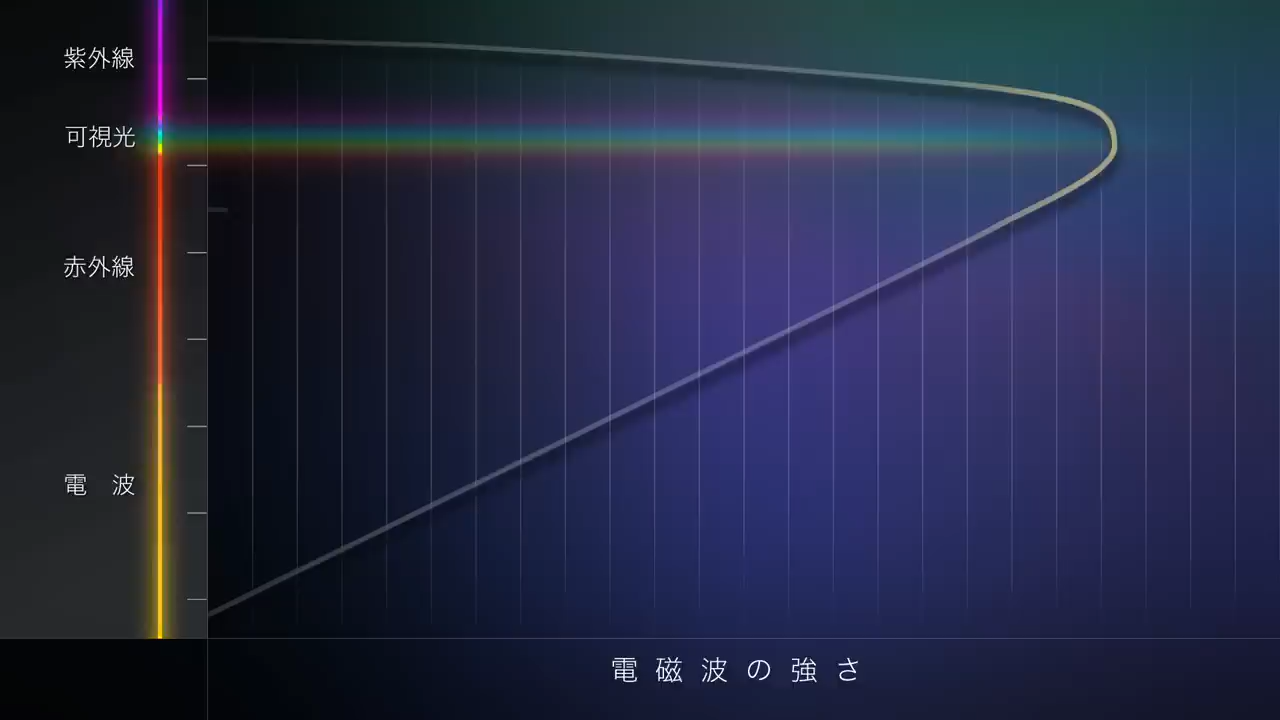 紫外線
可視光
赤外線
電　波
電磁波の強さ